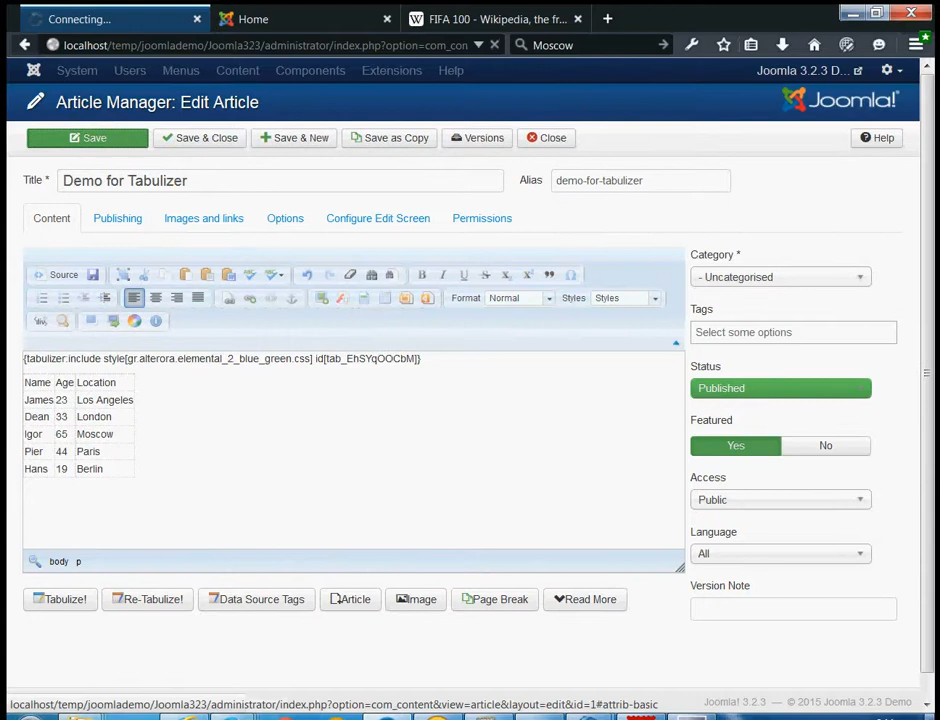 Connecting...
Home
FIFA 100 - Wikipedia, the fr...
localhost/temp/joomlademo/Joomla323/administrator/index.php?option=com_con
Moscow
System Users Menus Content Components Extensions Help
Joomla 3.2.3 D...
Article Manager: Edit Article
Joomla!
Save
Save & Close
Save & New
Save as Copy
Versions
Close
Help
Title *
Demo for Tabulizer
Alias
demo-for-tabulizer
Content
Publishing
Images and links
Options
Configure Edit Screen
Permissions
Source
Format Normal
Styles Styles
{tabulizer:include style[gr.alterora.elemental_2_blue_green.css] id[tab_EhSYqOOCbM]}
Name Age Location
James 23 Los Angeles
Dean 33 London
Igor 65 Moscow
Pier 44 Paris
Hans 19 Berlin
body p
Tabulize!
Re-Tabulize!
Data Source Tags
Article
Image
Page Break
Read More
Category *
- Uncategorised
Tags
Select some options
Status
Published
Featured
Yes
No
Access
Public
Language
All
Version Note
localhost/temp/joomlademo/Joomla323/administrator/index.php?option=com_content&view=article&layout=edit&id=1#attrib-basic
Joomla! 3.2.3 — © 2015 Joomla 3.2.3 Demo